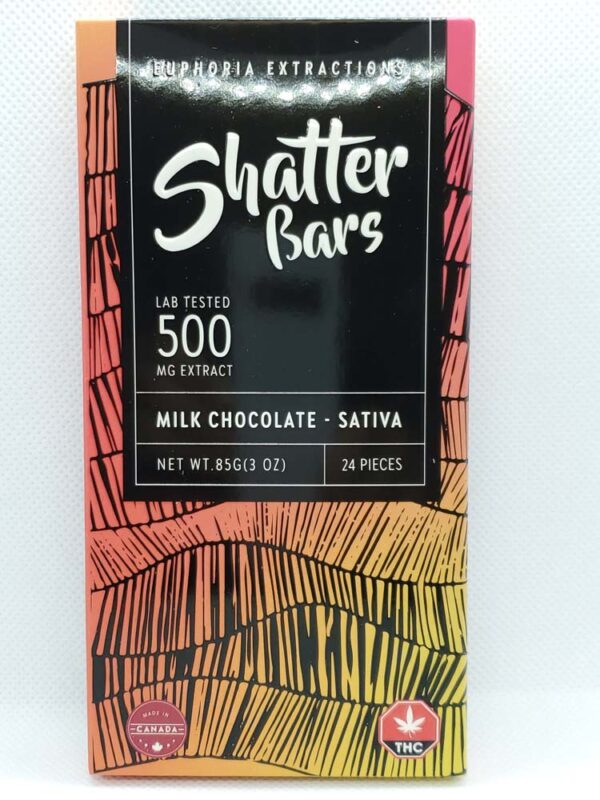 EUPHORIA EXTRACTIONS
Shatter
Bars
LAB TESTED
500
MG EXTRACT
MILK CHOCOLATE - SATIVA
NET WT.85G(3 OZ)
24 PIECES
MADE IN
CANADA
THC